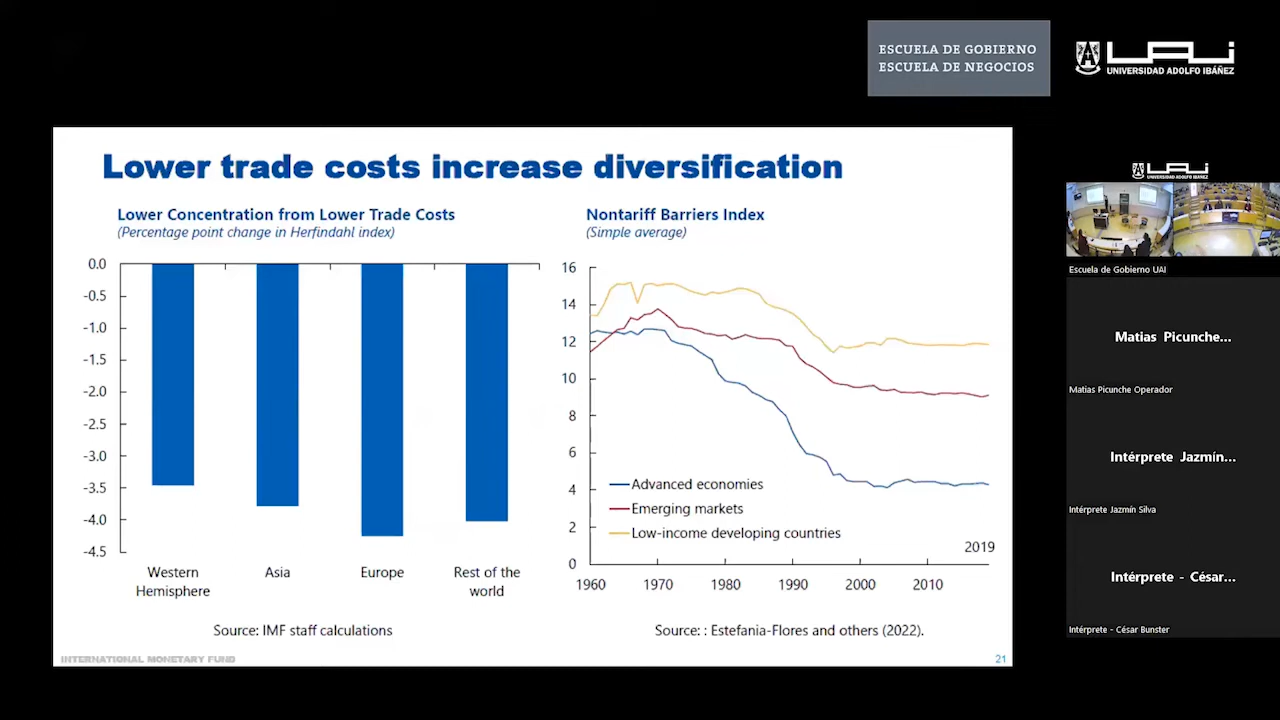 ESCUELA DE GOBIERNO
ESCUELA DE NEGOCIOS
UAI
UNIVERSIDAD ADOLFO IBÁÑEZ
Lower trade costs increase diversification
Lower Concentration from Lower Trade Costs
(Percentage point change in Herfindahl index)
0.0
-0.5
-1.0
-1.5
-2.0
-2.5
-3.0
-3.5
-4.0
-4.5
Western
Hemisphere
Asia
Europe
Rest of the
world
Source: IMF staff calculations
Nontariff Barriers Index
(Simple average)
16
14
12
10
8
6
4
2
0
Advanced economies
Emerging markets
Low-income developing countries
2019
1960 1970 1980 1990 2000 2010
Source: : Estefania-Flores and others (2022).
INTERNATIONAL MONETARY FUND
21
UAI
UNIVERSIDAD ADOLFO IBÁÑEZ
Escuela de Gobierno UAI
Matias Picunche...
Matias Picunche Operador
Intérprete Jazmín...
Intérprete Jazmín Silva
Intérprete - César...
Intérprete - César Bunster